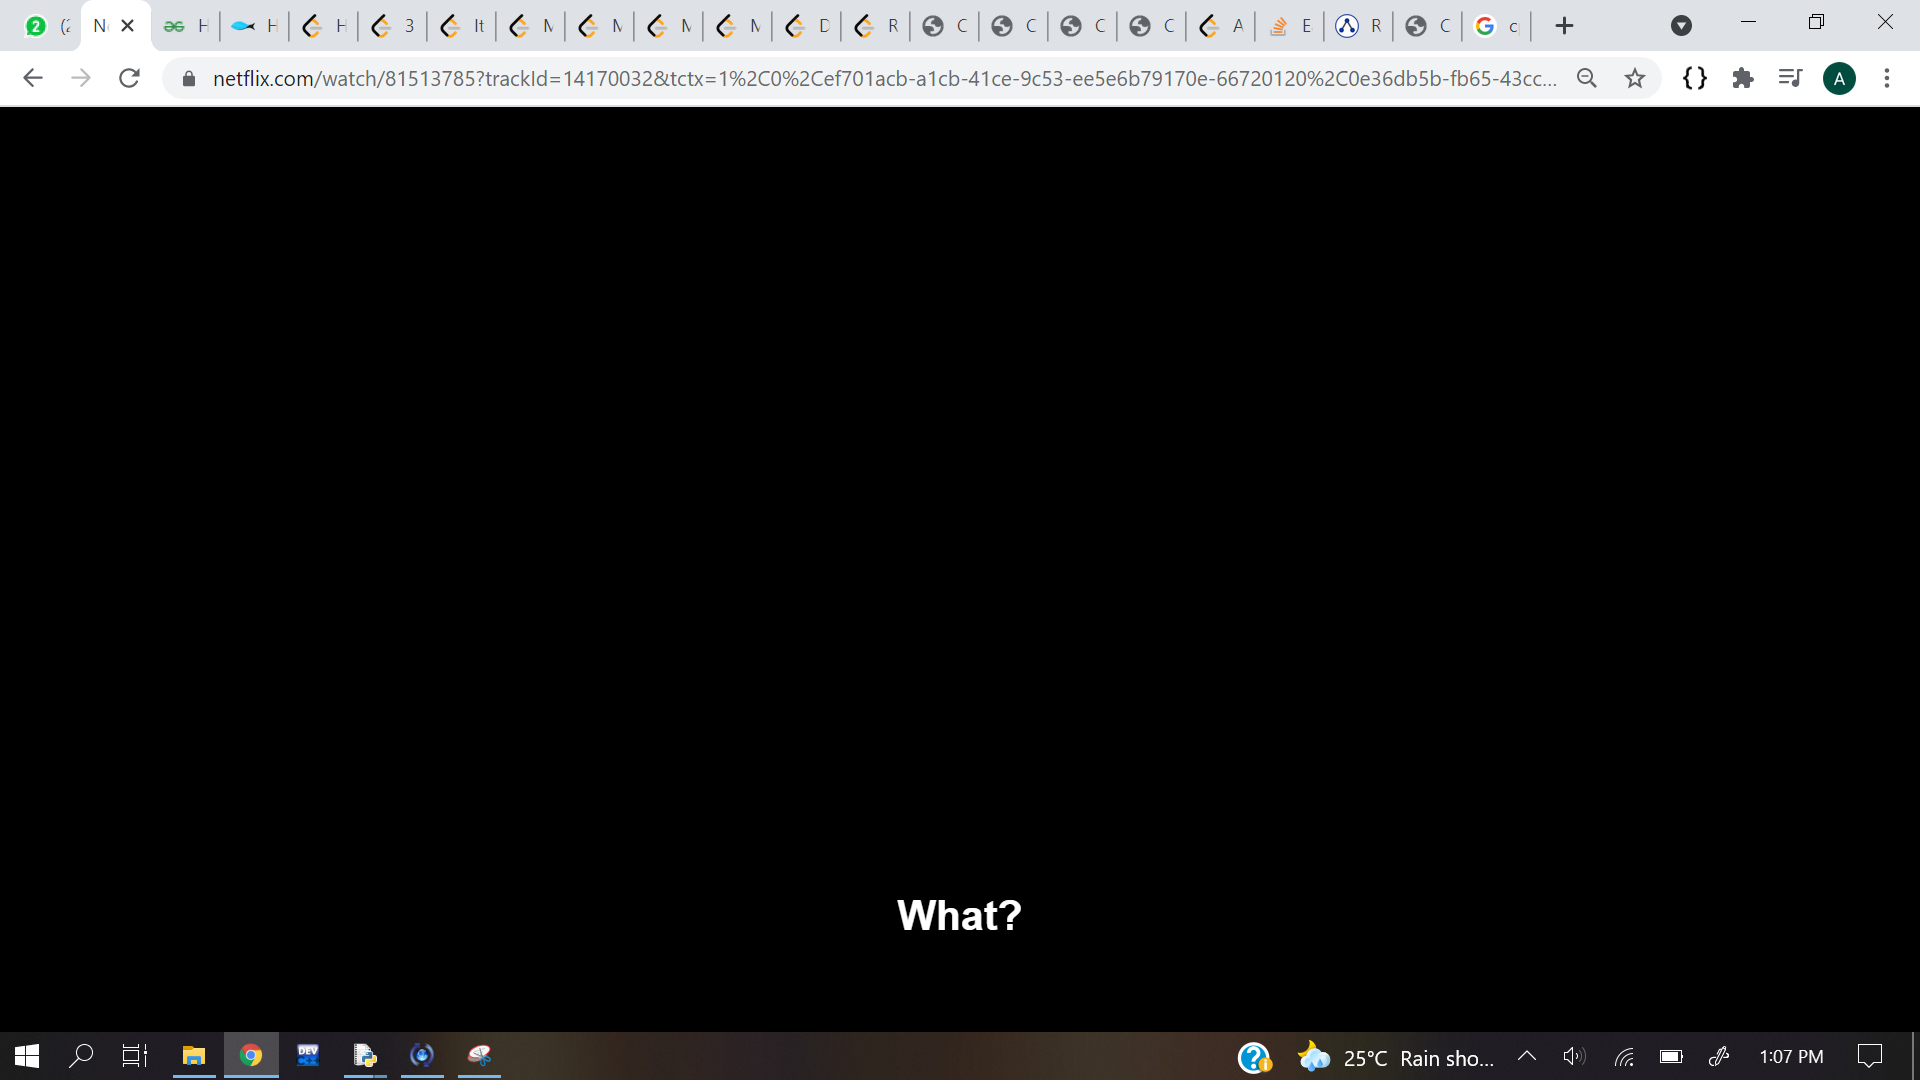 2 (2 N H H H 3 It M M M M D R C C C C A E R C c
netflix.com/watch/81513785?trackId=14170032&tctx=1%2C0%2Cef701acb-a1cb-41ce-9c53-ee5e6b79170e-66720120%2C0e36db5b-fb65-43cc... {} A
What?
DEV 25°C Rain sho... 1:07 PM